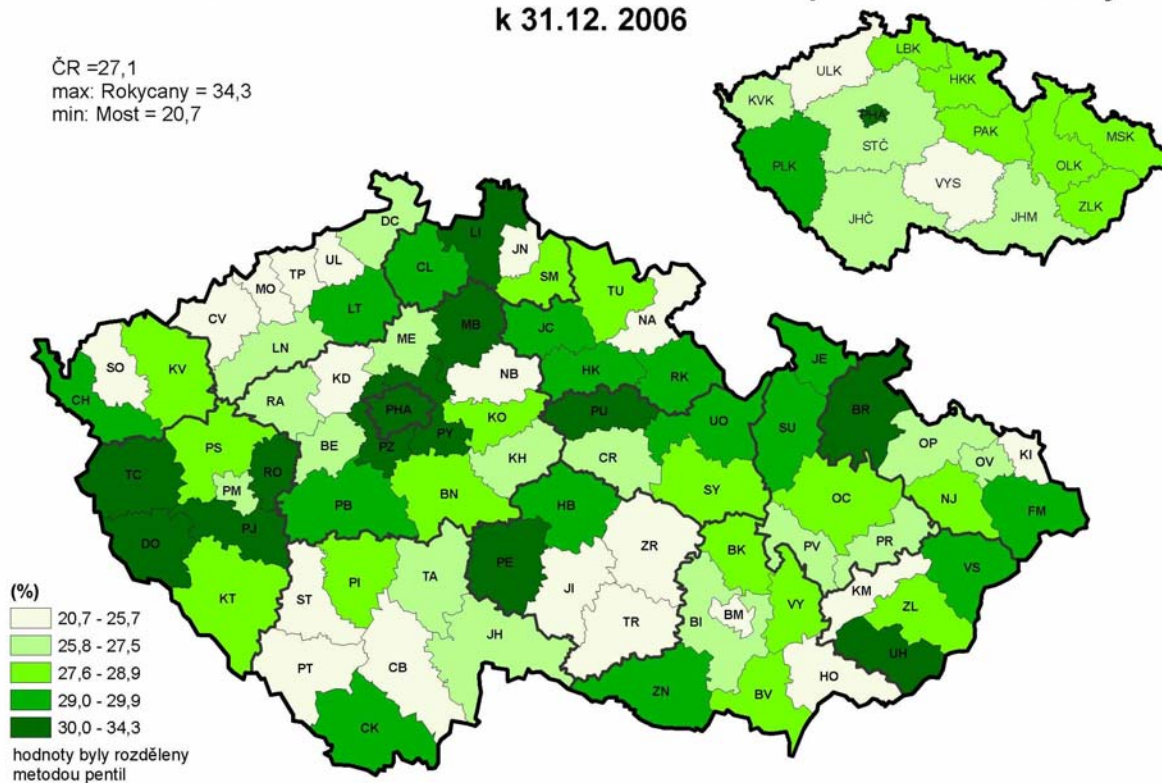 k 31.12. 2006
ČR =27,1
max: Rokycany = 34,3
min: Most = 20,7
LBK
ULK
HKK
KVK
PHA
PAK
MSK
STČ
PLK
OLK
VYS
ZLK
JHČ
JHM
DC
LI
JN
UL
CL
SM
TP
TU
MO
LT
CV
MB
JC
NA
LN
ME
SO
KV
KD
NB
HK
RK
JE
CH
RA
PHA
KO
PU
BR
UO
SU
PS
BE
PZ
PY
OP
KI
TC
RO
KH
CR
OV
PM
BN
SY
OC
NJ
PB
HB
FM
DO
PJ
ZR
BK
PV
PR
PE
TA
PI
VS
KT
ST
JI
KM
ZL
VY
BM
BI
TR
JH
UH
PT
CB
HO
ZN
BV
CK
(%)
20,7 - 25,7
25,8 - 27,5
27,6 - 28,9
29,0 - 29,9
30,0 - 34,3
hodnoty byly rozděleny
metodou pentil